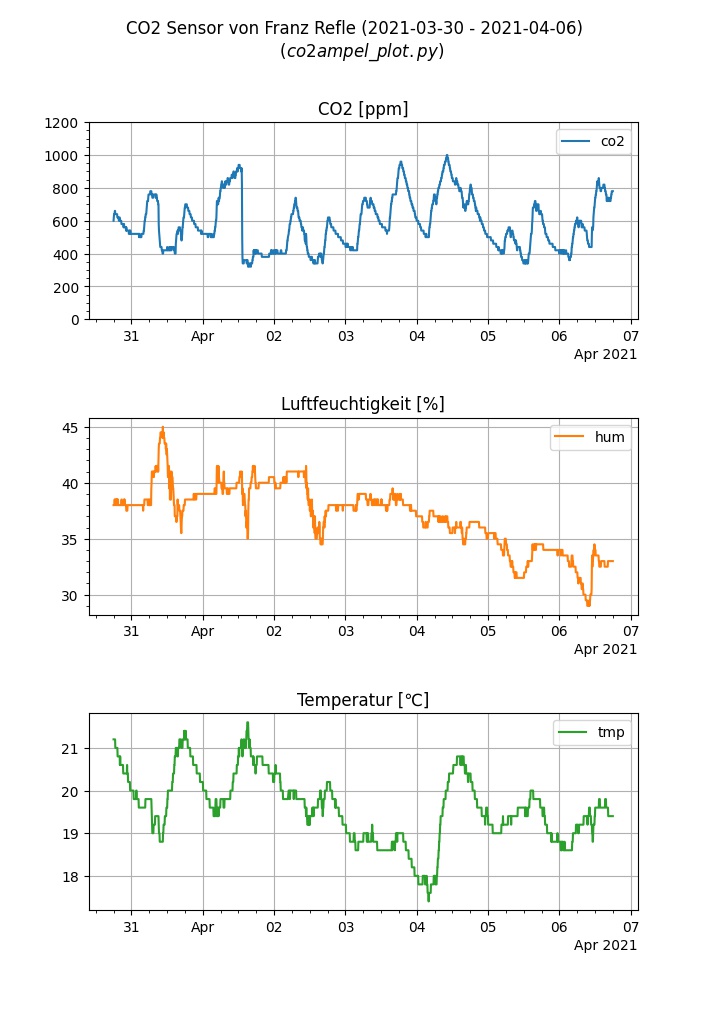 CO2 Sensor von Franz Refle (2021-03-30 - 2021-04-06)
(co2ampel_plot.py)
CO2 [ppm]
1200
1000
800
600
400
200
0
co2
31 Apr 02 03 04 05 06 07
Apr 2021
Luftfeuchtigkeit [%]
45
40
35
30
hum
31 Apr 02 03 04 05 06 07
Apr 2021
Temperatur [℃]
21
20
19
18
tmp
31 Apr 02 03 04 05 06 07
Apr 2021